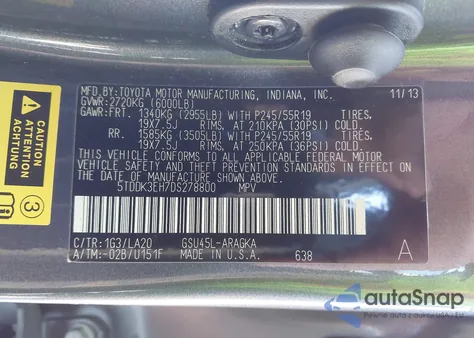 MFD.BY:TOYOTA MOTOR MANUFACTURING, INDIANA, INC. 11/13
GVWR: 2720KG (6000LB)
GAWR:FRT. 1340KG (2955LB) WITH P245/55R19 TIRES.
19X7.5J RIMS. AT 210KPA (30PSI) COLD.
RR. 1585KG (3505LB) WITH P245/55R19 TIRES.
19X7.5J RIMS. AT 250KPA (36PSI) COLD.
THIS VEHICLE CONFORMS TO ALL APPLICABLE FEDERAL MOTOR
VEHICLE SAFETY AND THEFT PREVENTION STANDARDS IN EFFECT
ON THE DATE OF MANUFACTURE SHOWN ABOVE.
5TDDK3EH7DS278800 MPV
C/TR:1G3/LA20 GSU45L-ARAGKA A
A/TM:-02B/U151F MADE IN U.S.A. 638
CAUTION
ATTENTION
ACHTUNG
3
autoSnap